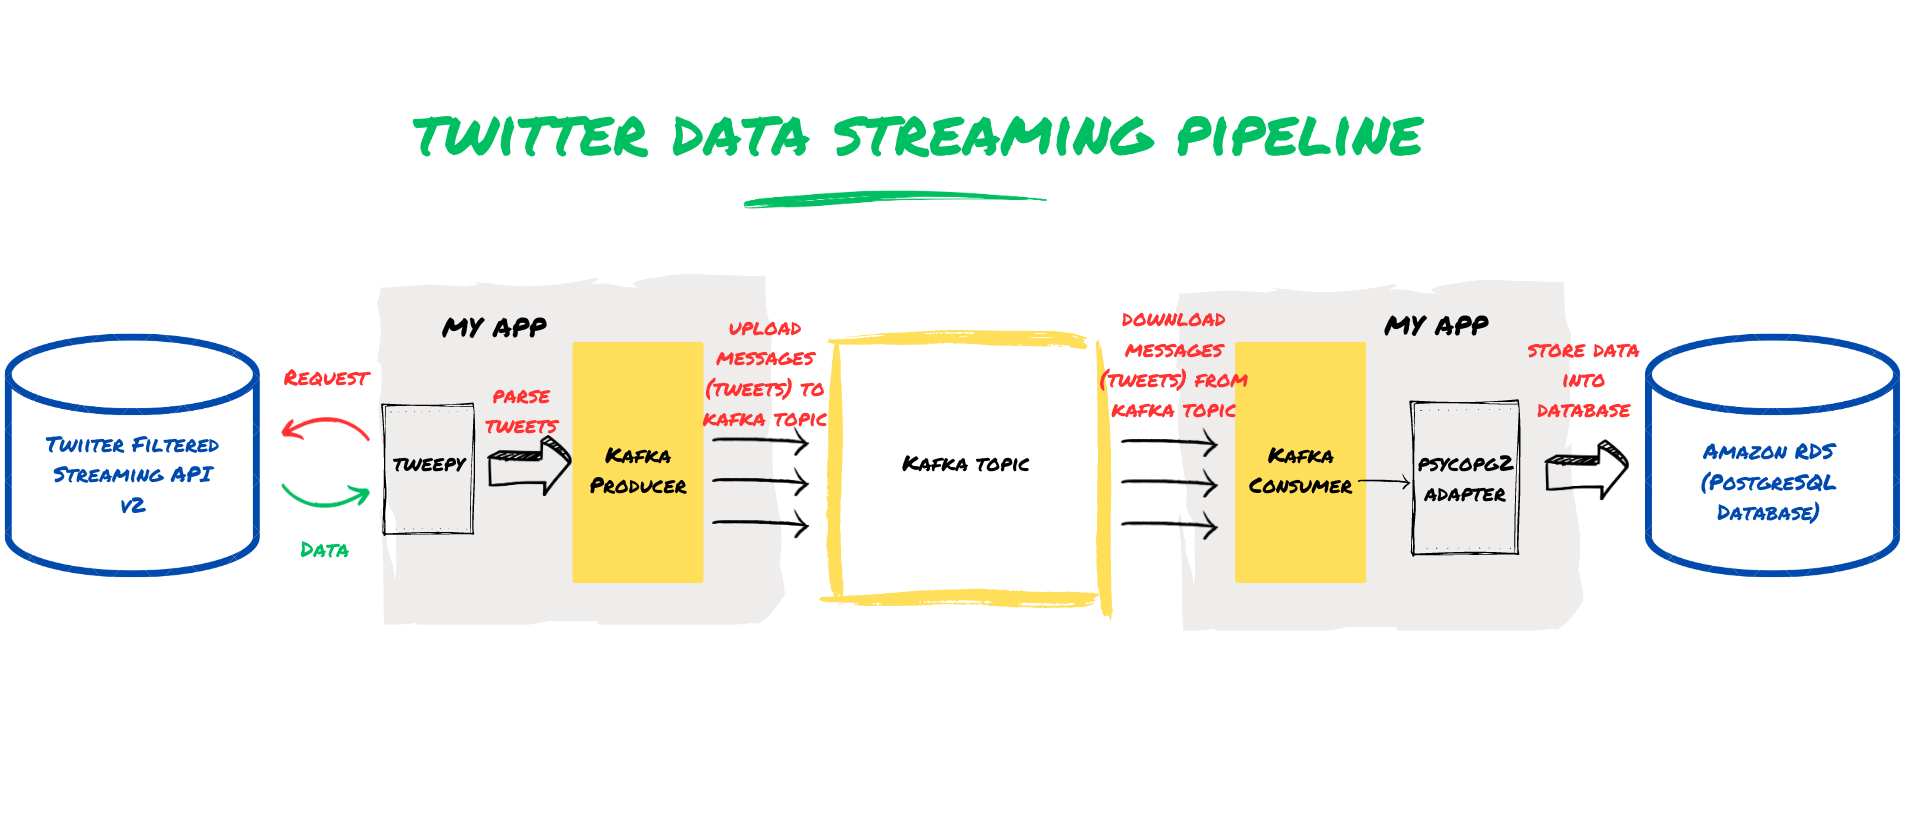 TWITTER DATA STREAMING PIPELINE
TWIITER FILTERED
STREAMING API
V2
REQUEST
DATA
MY APP
TWEEPY
PARSE
TWEETS
KAFKA
PRODUCER
UPLOAD
MESSAGES
(TWEETS) TO
KAFKA TOPIC
KAFKA TOPIC
DOWNLOAD
MESSAGES
(TWEETS) FROM
KAFKA TOPIC
MY APP
KAFKA
CONSUMER
PSYCOPG2
ADAPTER
STORE DATA
INTO
DATABASE
AMAZON RDS
(POSTGRESQL
DATABASE)